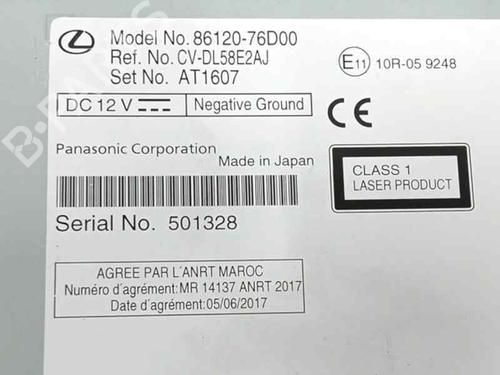 Model No. 86120-76D00
Ref. No. CV-DL58E2AJ
Set No. AT1607
E11 10R-05 9248
DC 12 V
Negative Ground
CE
Panasonic Corporation
Made in Japan
CLASS 1
LASER PRODUCT
Serial No. 501328
AGREE PAR L'ANRT MAROC
Numéro d'agrément:MR 14137 ANRT 2017
Date d'agrément:05/06/2017
B-PARTS